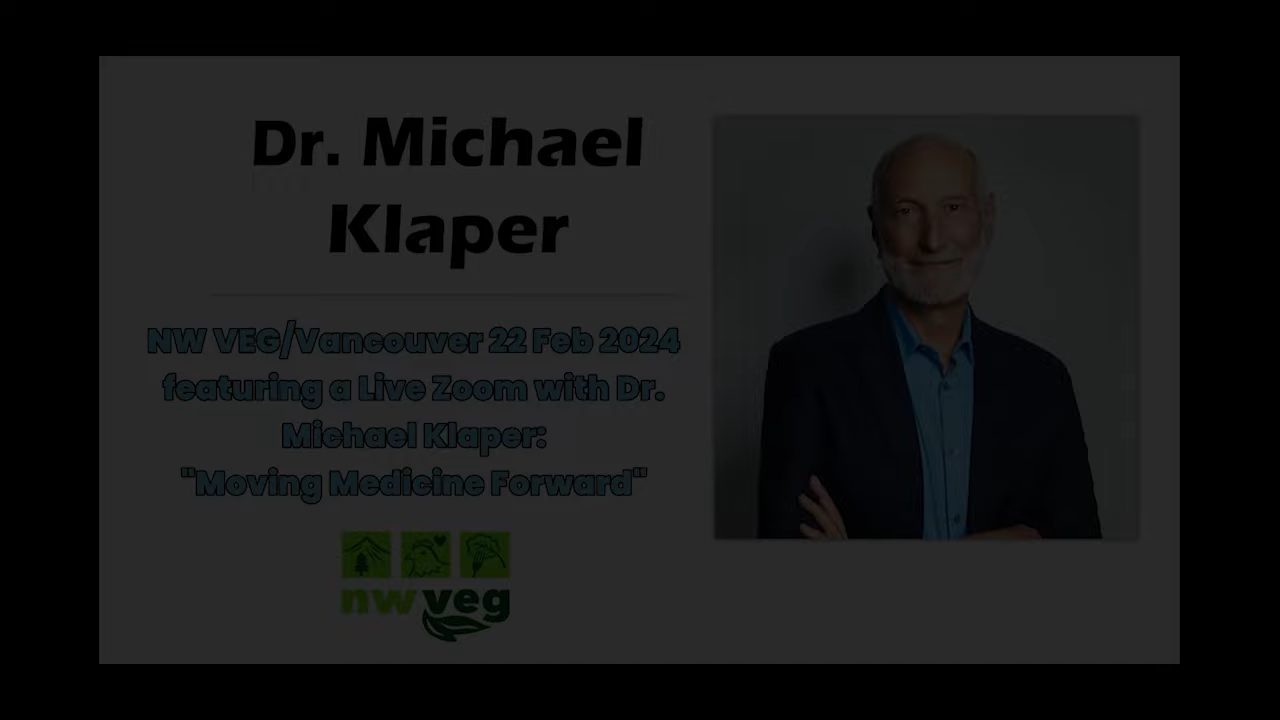 Dr. Michael
Klaper
NW VEG/Vancouver 22 Feb 2024
featuring a Live Zoom with Dr.
Michael Klaper:
"Moving Medicine Forward"
nwveg